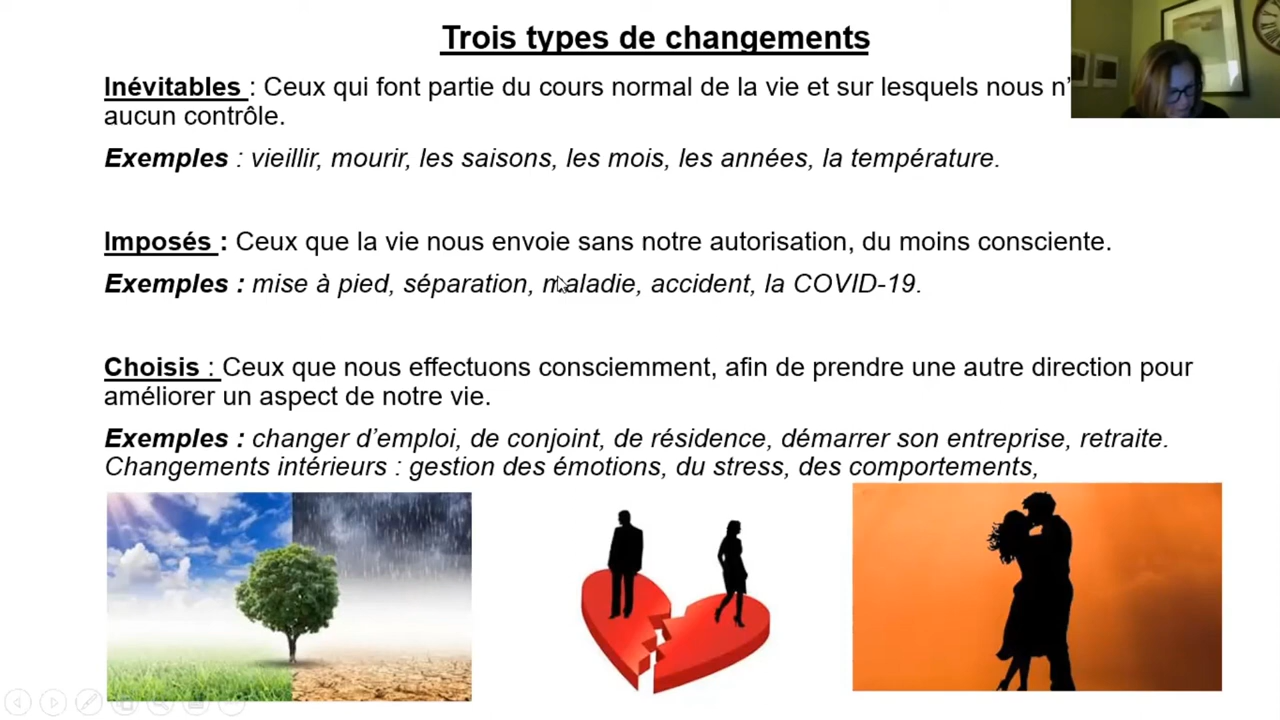 Trois types de changements
Inévitables : Ceux qui font partie du cours normal de la vie et sur lesquels nous n’
aucun contrôle.
Exemples : vieillir, mourir, les saisons, les mois, les années, la température.
Imposés : Ceux que la vie nous envoie sans notre autorisation, du moins consciente.
Exemples : mise à pied, séparation, maladie, accident, la COVID-19.
Choisis : Ceux que nous effectuons consciemment, afin de prendre une autre direction pour
améliorer un aspect de notre vie.
Exemples : changer d’emploi, de conjoint, de résidence, démarrer son entreprise, retraite.
Changements intérieurs : gestion des émotions, du stress, des comportements,